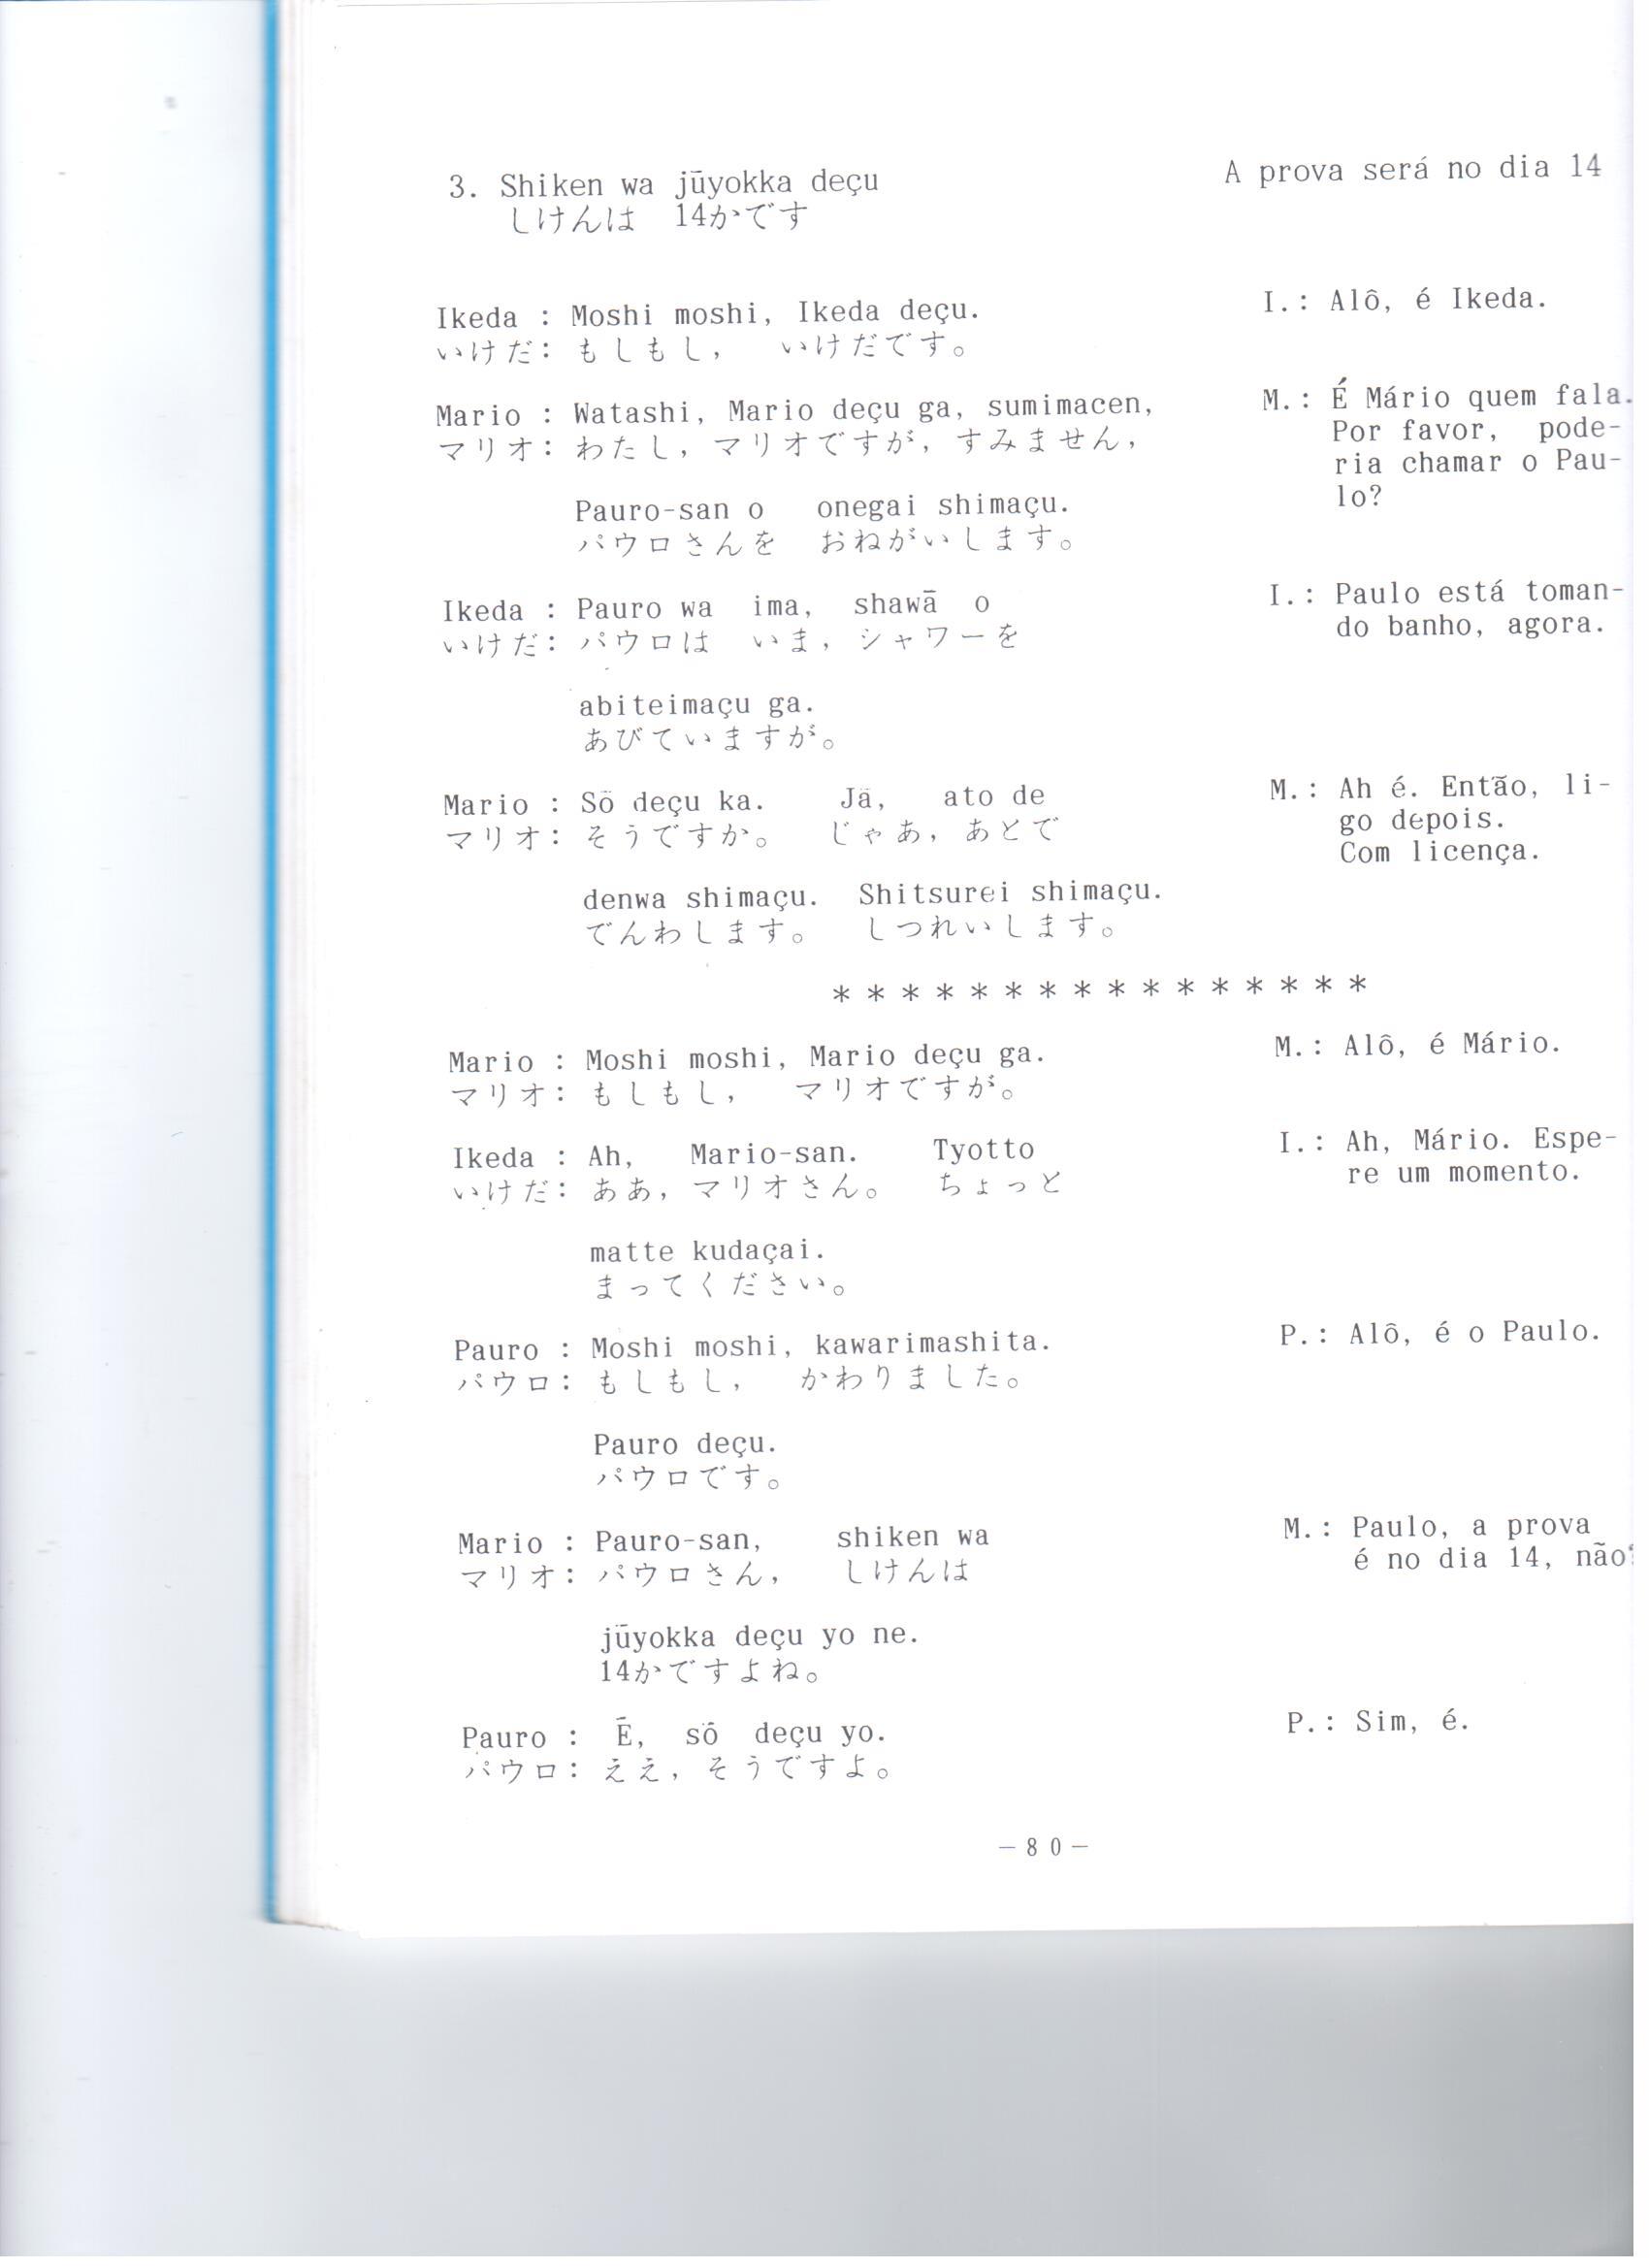 3. Shiken wa jūyokka deçu
A prova será no dia 14
しけんは 14かです
Ikeda : Moshi moshi, Ikeda deçu.
I.: Alô, é Ikeda.
いけだ: もしもし, いけだです。
Mario : Watashi, Mario deçu ga, sumimacen,
M.: É Mário quem fala.
マリオ: わたし, マリオですが, すみません,
Por favor, pode-
ria chamar o Pau-
Pauro-san o onegai shimaçu.
lo?
パウロさんを おねがいします。
Ikeda : Pauro wa ima, shawā o
I.: Paulo está toman-
いけだ: パウロは いま, シャワーを
do banho, agora.
abiteimaçu ga.
あびていますが。
Mario : Sō deçu ka. Jā, ato de
M.: Ah é. Então, li-
マリオ: そうですか。 じゃあ, あとで
go depois.
Com licença.
denwa shimaçu. Shitsurei shimaçu.
でんわします。 しつれいします。
* * * * * * * * * * * * * * * *
Mario : Moshi moshi, Mario deçu ga.
M.: Alô, é Mário.
マリオ: もしもし, マリオですが。
Ikeda : Ah, Mario-san. Tyotto
I.: Ah, Mário. Espe-
いけだ: ああ, マリオさん。 ちょっと
re um momento.
matte kudaçai.
まってください。
Pauro : Moshi moshi, kawarimashita.
P.: Alô, é o Paulo.
パウロ: もしもし, かわりました。
Pauro deçu.
パウロです。
Mario : Pauro-san, shiken wa
M.: Paulo, a prova
マリオ: パウロさん, しけんは
é no dia 14, não?
jūyokka deçu yo ne.
14かですよね。
Pauro : Ē, sō deçu yo.
P.: Sim, é.
パウロ: ええ, そうですよ。
－80－